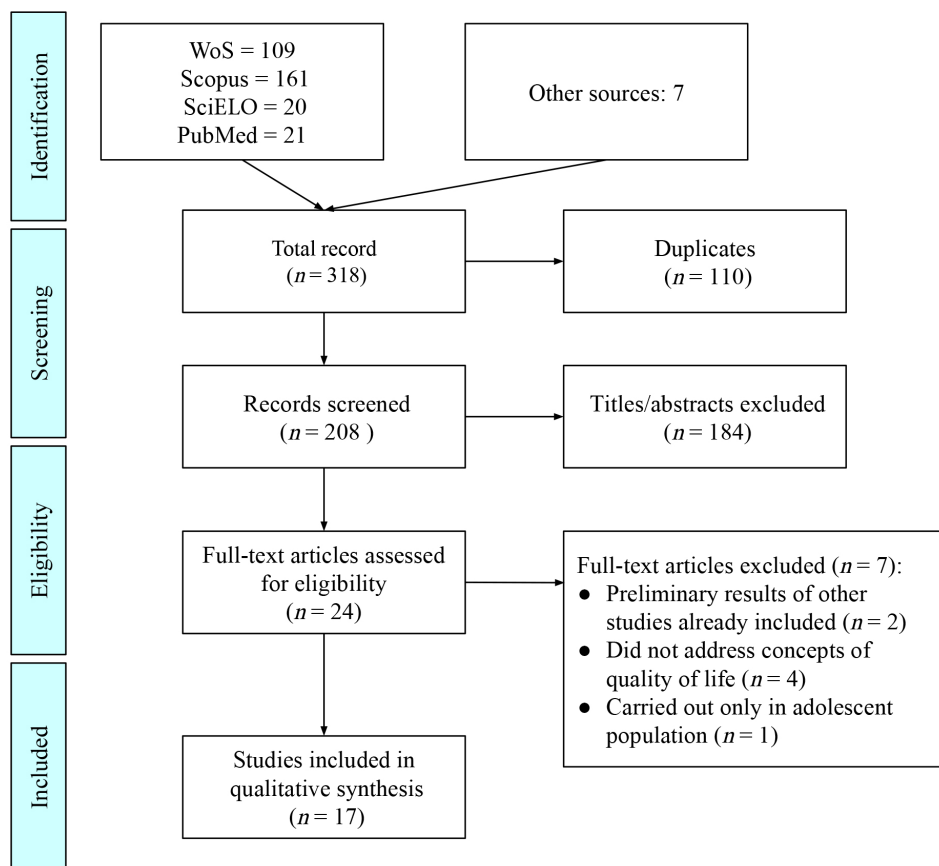 Identification
WoS = 109
Scopus = 161
SciELO = 20
PubMed = 21
Other sources: 7
Screening
Total record
(n = 318)
Duplicates
(n = 110)
Records screened
(n = 208 )
Titles/abstracts excluded
(n = 184)
Eligibility
Full-text articles assessed
for eligibility
(n = 24)
Full-text articles excluded (n = 7):
● Preliminary results of other
studies already included (n = 2)
● Did not address concepts of
quality of life (n = 4)
● Carried out only in adolescent
population (n = 1)
Included
Studies included in
qualitative synthesis
(n = 17)